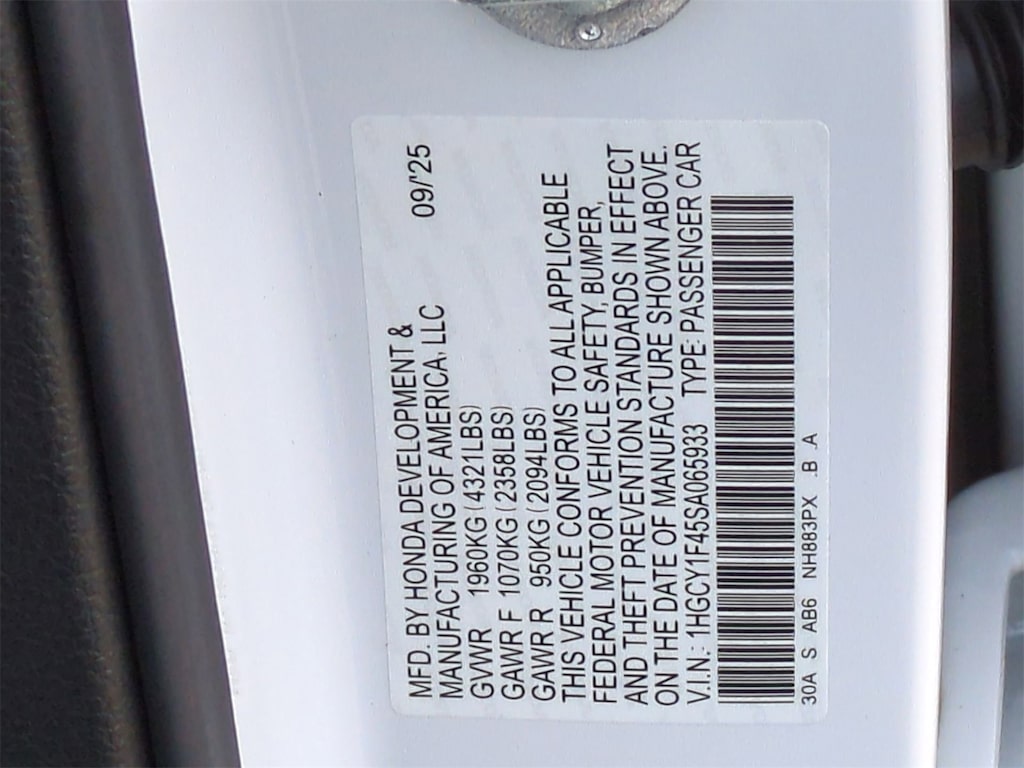 MFD. BY HONDA DEVELOPMENT &
MANUFACTURING OF AMERICA, LLC 09/'25
GVWR 1960KG(4321LBS)
GAWR F 1070KG(2358LBS)
GAWR R 950KG(2094LBS)
THIS VEHICLE CONFORMS TO ALL APPLICABLE
FEDERAL MOTOR VEHICLE SAFETY, BUMPER,
AND THEFT PREVENTION STANDARDS IN EFFECT
ON THE DATE OF MANUFACTURE SHOWN ABOVE.
V.I.N.: 1HGCY1F45SA065933 TYPE: PASSENGER CAR
30A S AB6 NH883PX .B .A